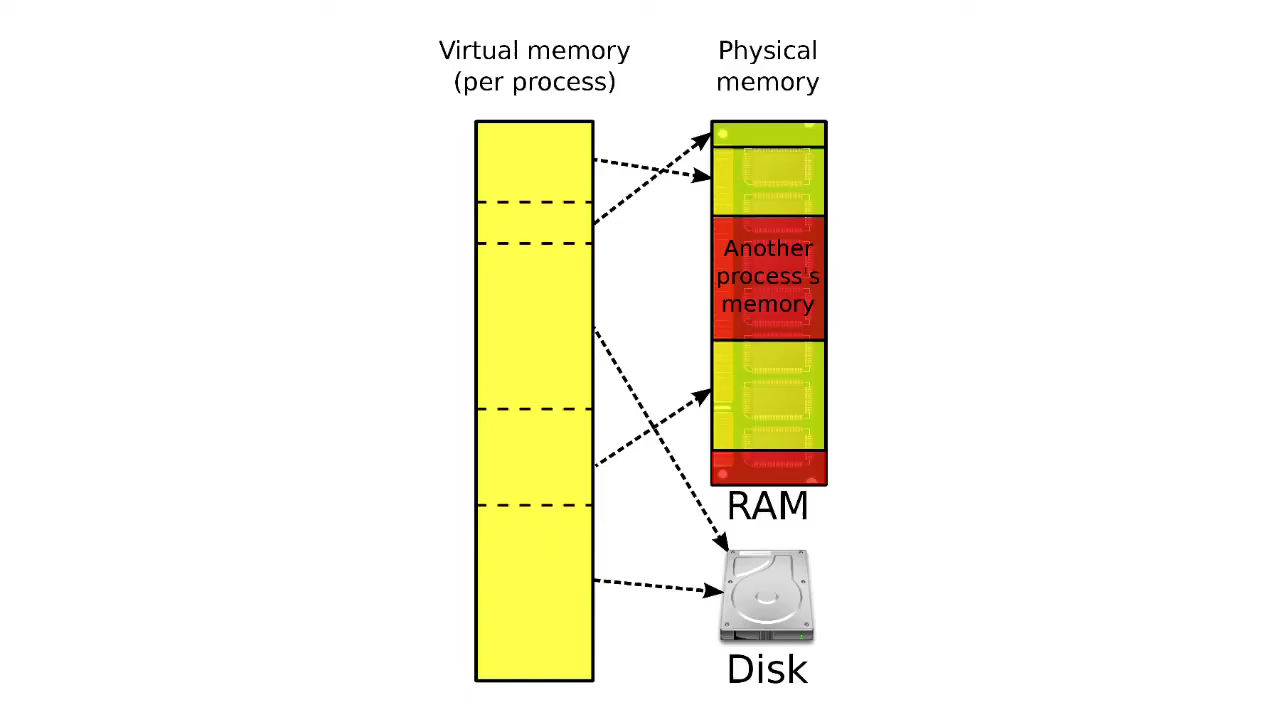 Virtual memory
(per process)
Physical
memory
Another
process's
memory
RAM
Disk